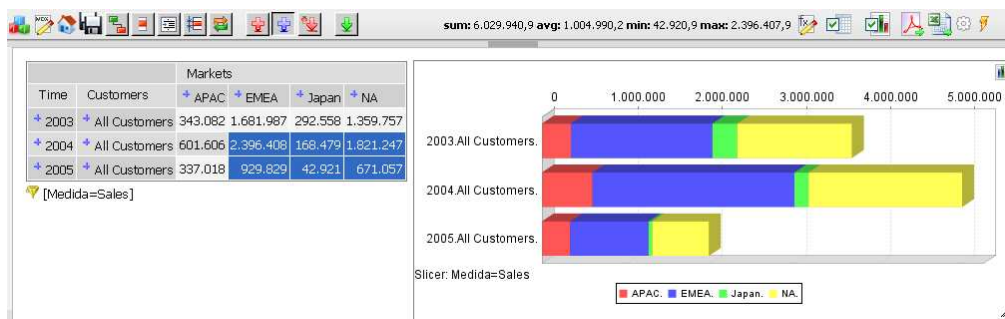 MDX
sum: 6.029.940,9 avg: 1.004.990,2 min: 42.920,9 max: 2.396.407,9
Markets
Time Customers APAC EMEA Japan NA
2003 All Customers 343.082 1.681.987 292.558 1.359.757
2004 All Customers 601.606 2.396.408 168.479 1.821.247
2005 All Customers 337.018 929.829 42.921 671.057
[Medida=Sales]
0 1.000.000 2.000.000 3.000.000 4.000.000 5.000.000
2003.All Customers.
2004.All Customers.
2005.All Customers.
Slicer: Medida=Sales
APAC. EMEA. Japan. NA.